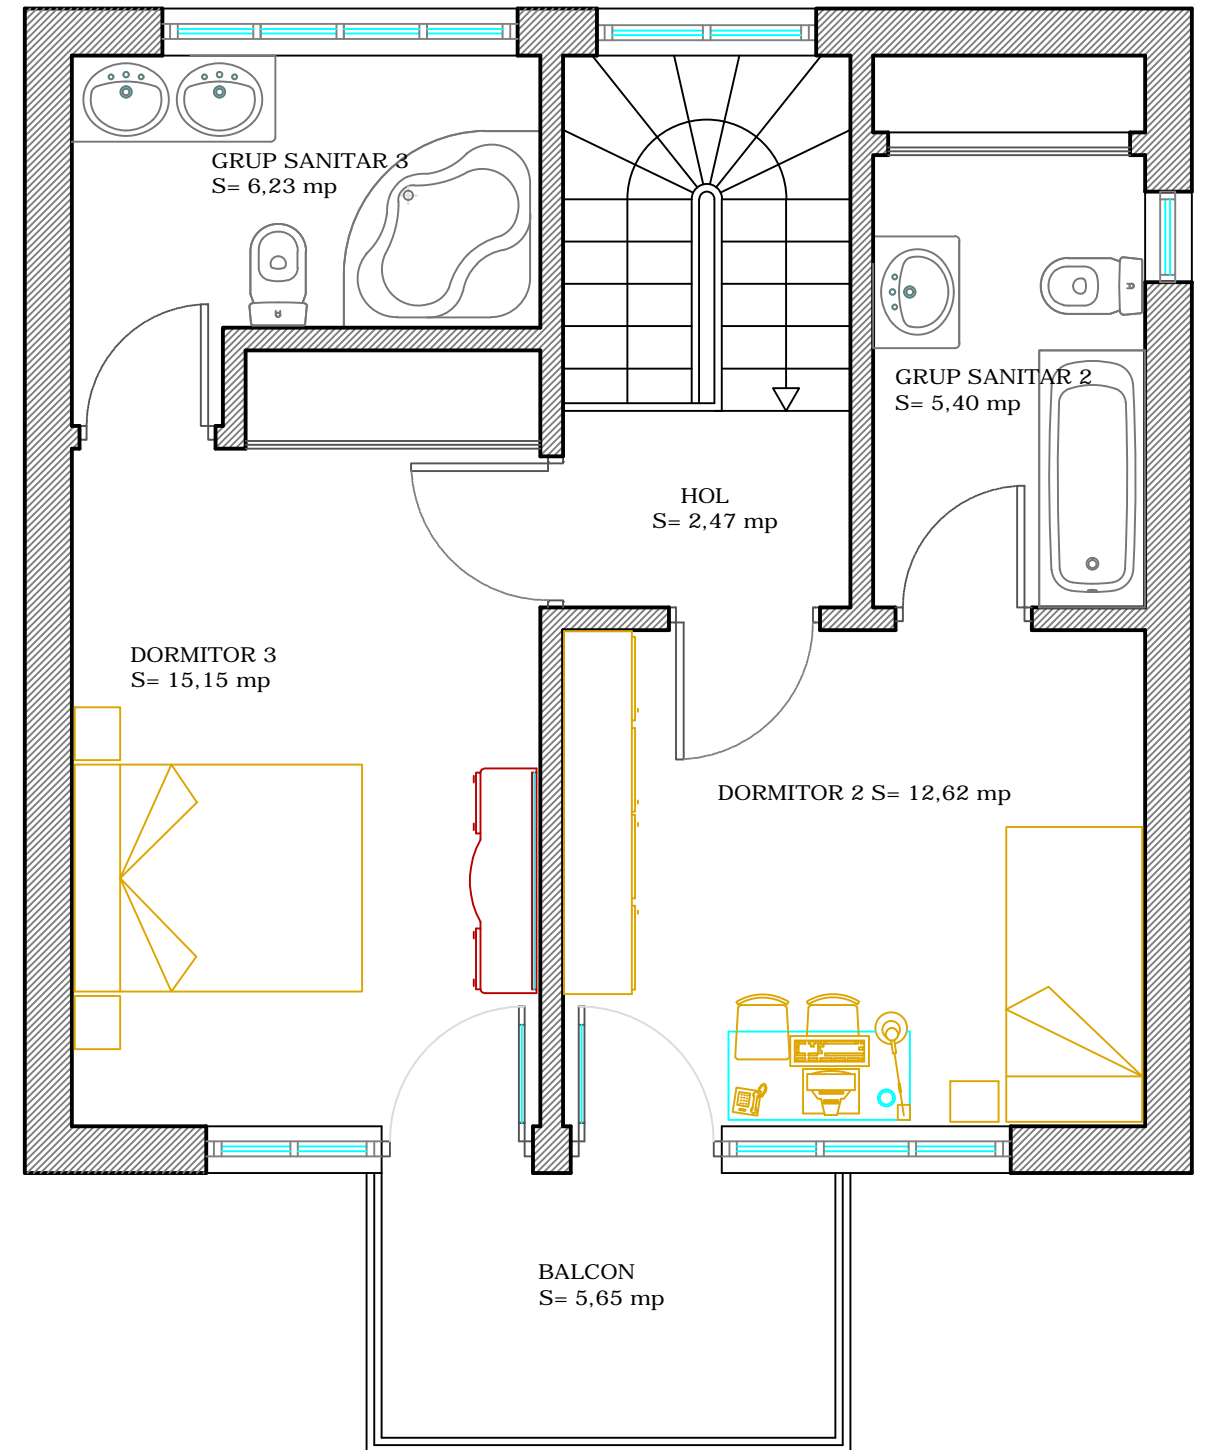 GRUP SANITAR 3
S= 6,23 mp
GRUP SANITAR 2
S= 5,40 mp
HOL
S= 2,47 mp
DORMITOR 3
S= 15,15 mp
DORMITOR 2 S= 12,62 mp
BALCON
S= 5,65 mp